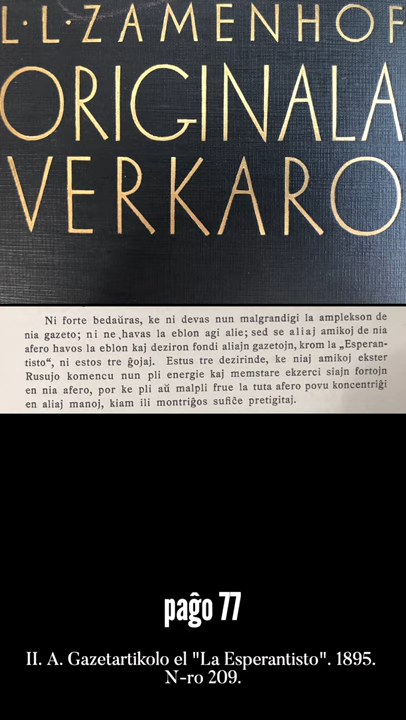 L·L·ZAMENHOF
ORIGINALA
VERKARO
Ni forte bedaŭras, ke ni devas nun malgrandigi la amplekson de
nia gazeto; ni ne havas la eblon agi alie; sed se aliaj amikoj de nia
afero havos la eblon kaj deziron fondi aliajn gazetojn, krom la „Esperan-
tisto“, ni estos tre ĝojaj. Estus tre dezirinde, ke niaj amikoj ekster
Rusujo komencu nun pli energie kaj memstare ekzerci siajn fortojn
en nia afero, por ke pli aŭ malpli frue la tuta afero povu koncentriĝi
en aliaj manoj, kiam ili montriĝos sufiĉe pretigitaj.
paĝo 77
II. A. Gazetartikolo el "La Esperantisto". 1895.
N-ro 209.